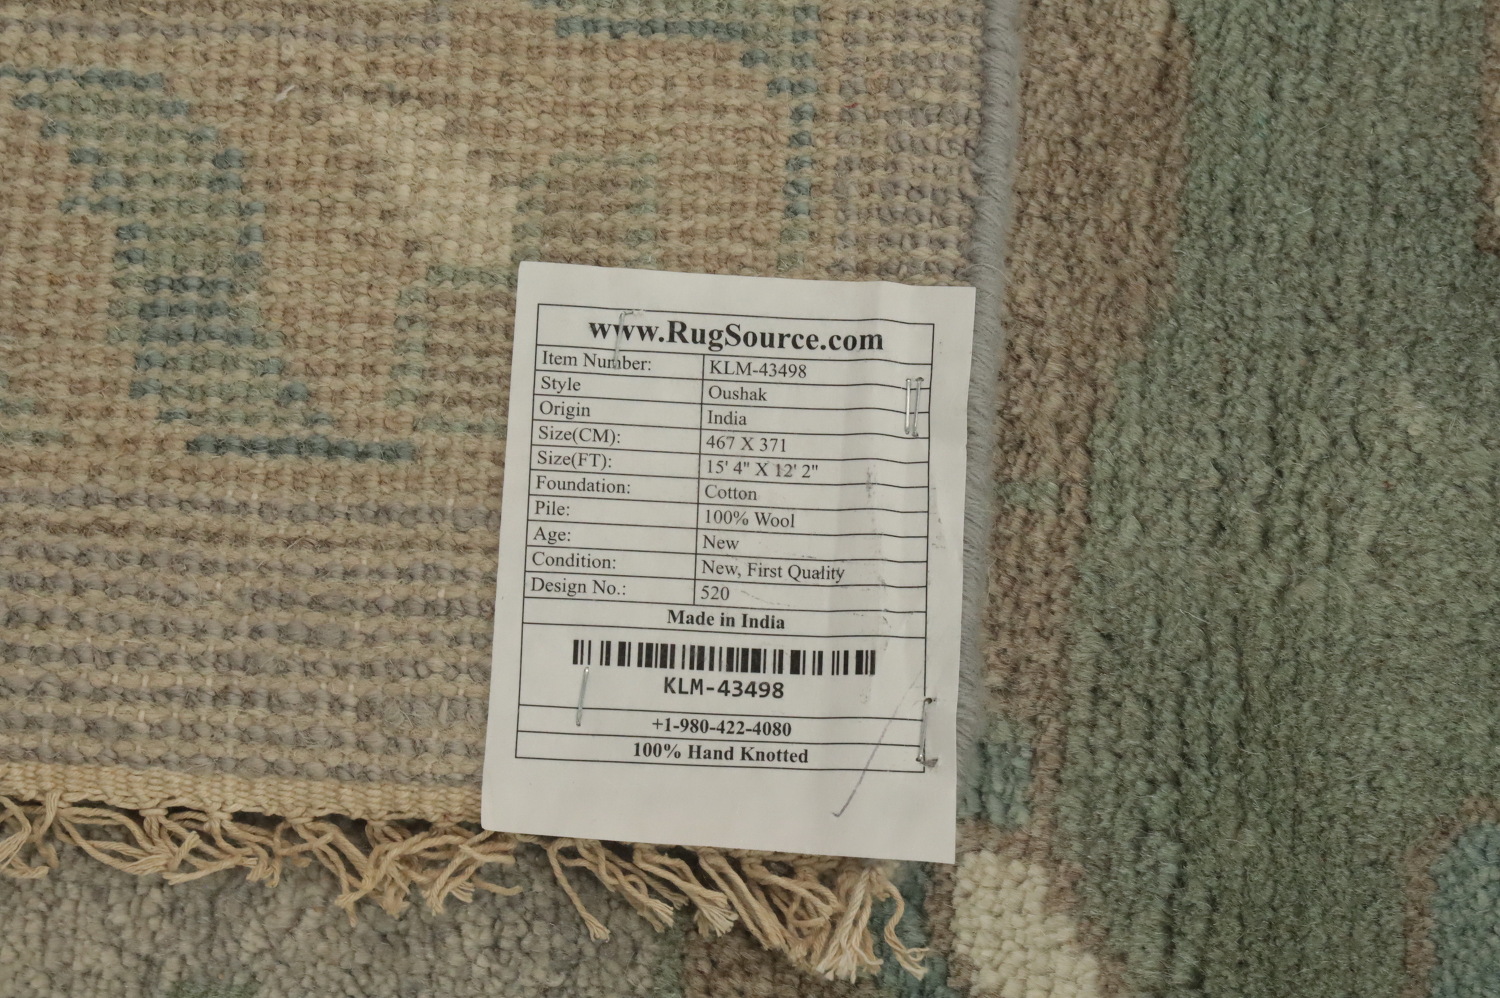 www.RugSource.com
Item Number: KLM-43498
Style Oushak
Origin India
Size(CM): 467 X 371
Size(FT): 15' 4" X 12' 2"
Foundation: Cotton
Pile: 100% Wool
Age: New
Condition: New, First Quality
Design No.: 520
Made in India
KLM-43498
+1-980-422-4080
100% Hand Knotted